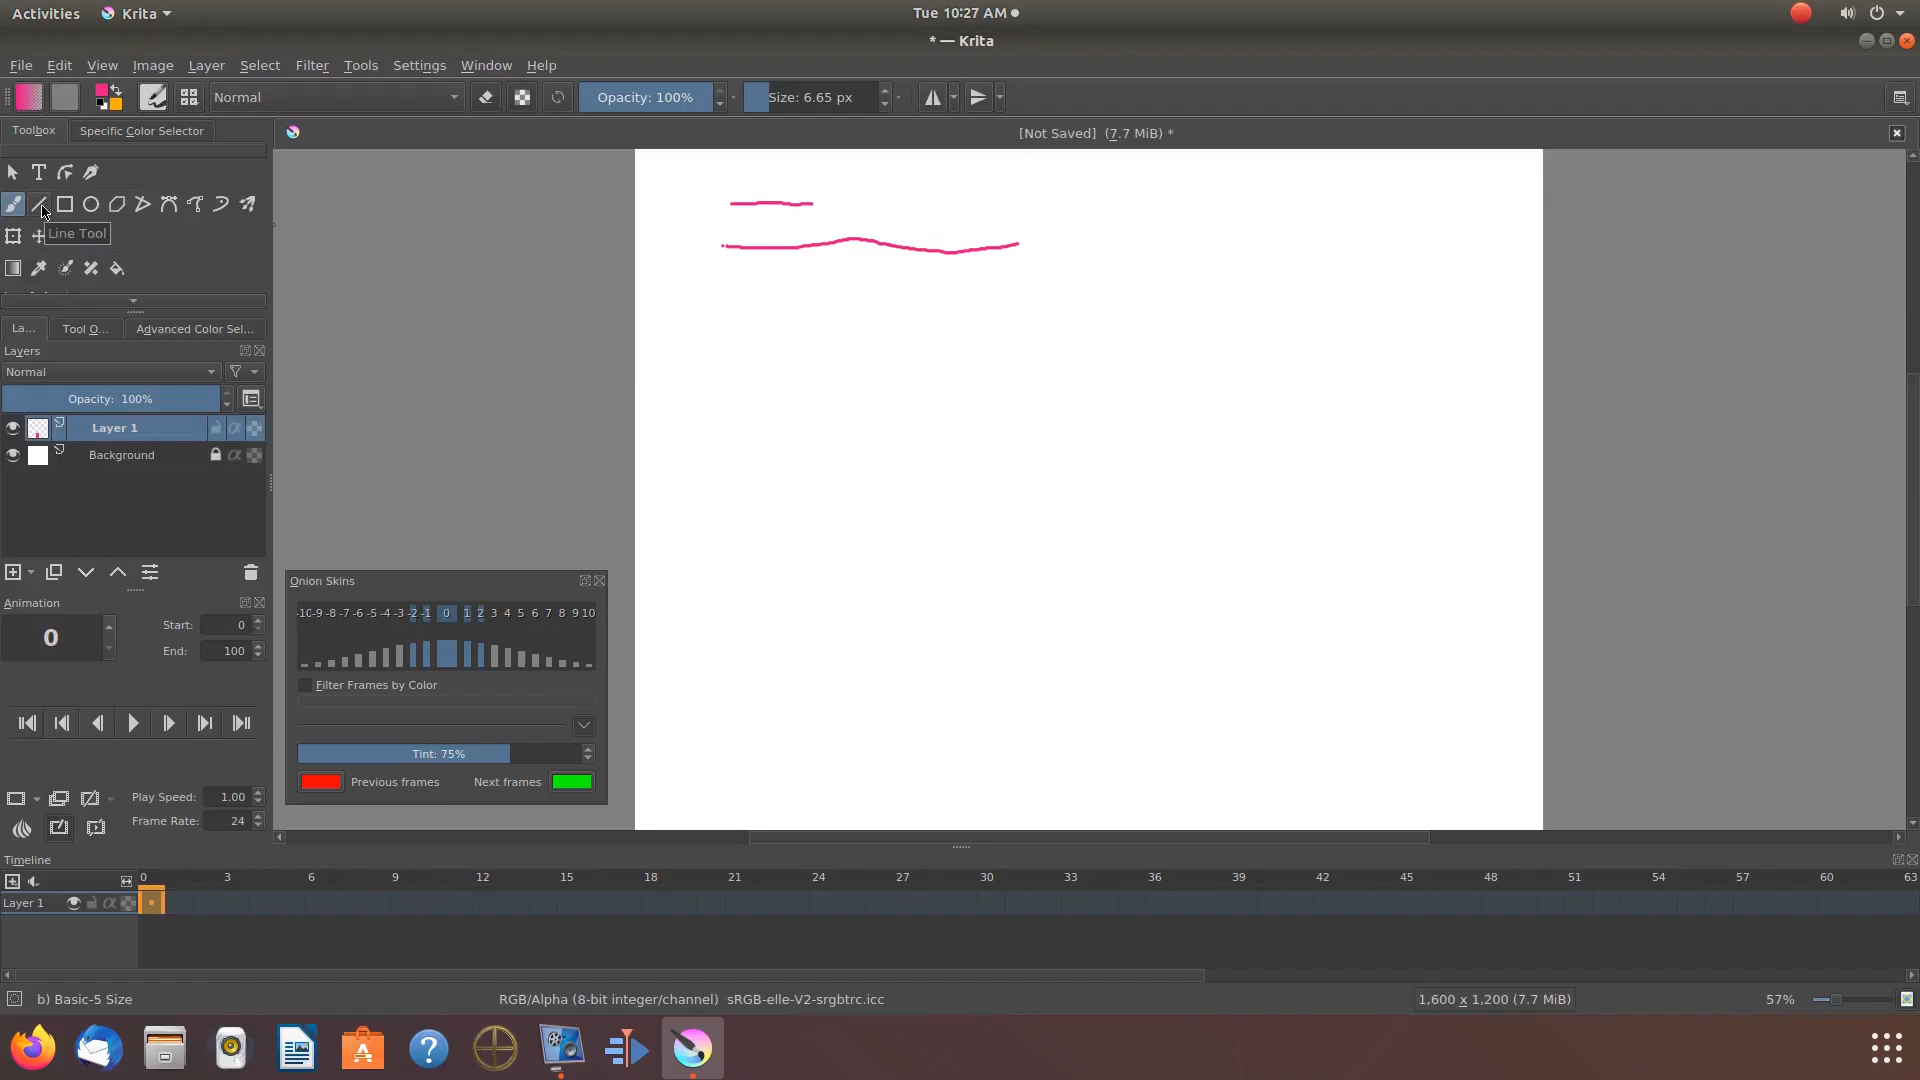 Activities Krita Tue 10:27 AM
* — Krita
File Edit View Image Layer Select Filter Tools Settings Window Help
Normal Opacity: 100% Size: 6.65 px
Toolbox Specific Color Selector [Not Saved] (7.7 MiB) *
Line Tool
La... Tool O... Advanced Color Sel...
Layers
Normal
Opacity: 100%
Layer 1
Background
Onion Skins
-10 -9 -8 -7 -6 -5 -4 -3 -2 -1 0 1 2 3 4 5 6 7 8 9 10
Filter Frames by Color
Tint: 75%
Previous frames Next frames
Animation
0 Start: 0
End: 100
Play Speed: 1.00
Frame Rate: 24
Timeline
0 3 6 9 12 15 18 21 24 27 30 33 36 39 42 45 48 51 54 57 60 63
Layer 1
b) Basic-5 Size RGB/Alpha (8-bit integer/channel) sRGB-elle-V2-srgbtrc.icc 1,600 x 1,200 (7.7 MiB) 57%